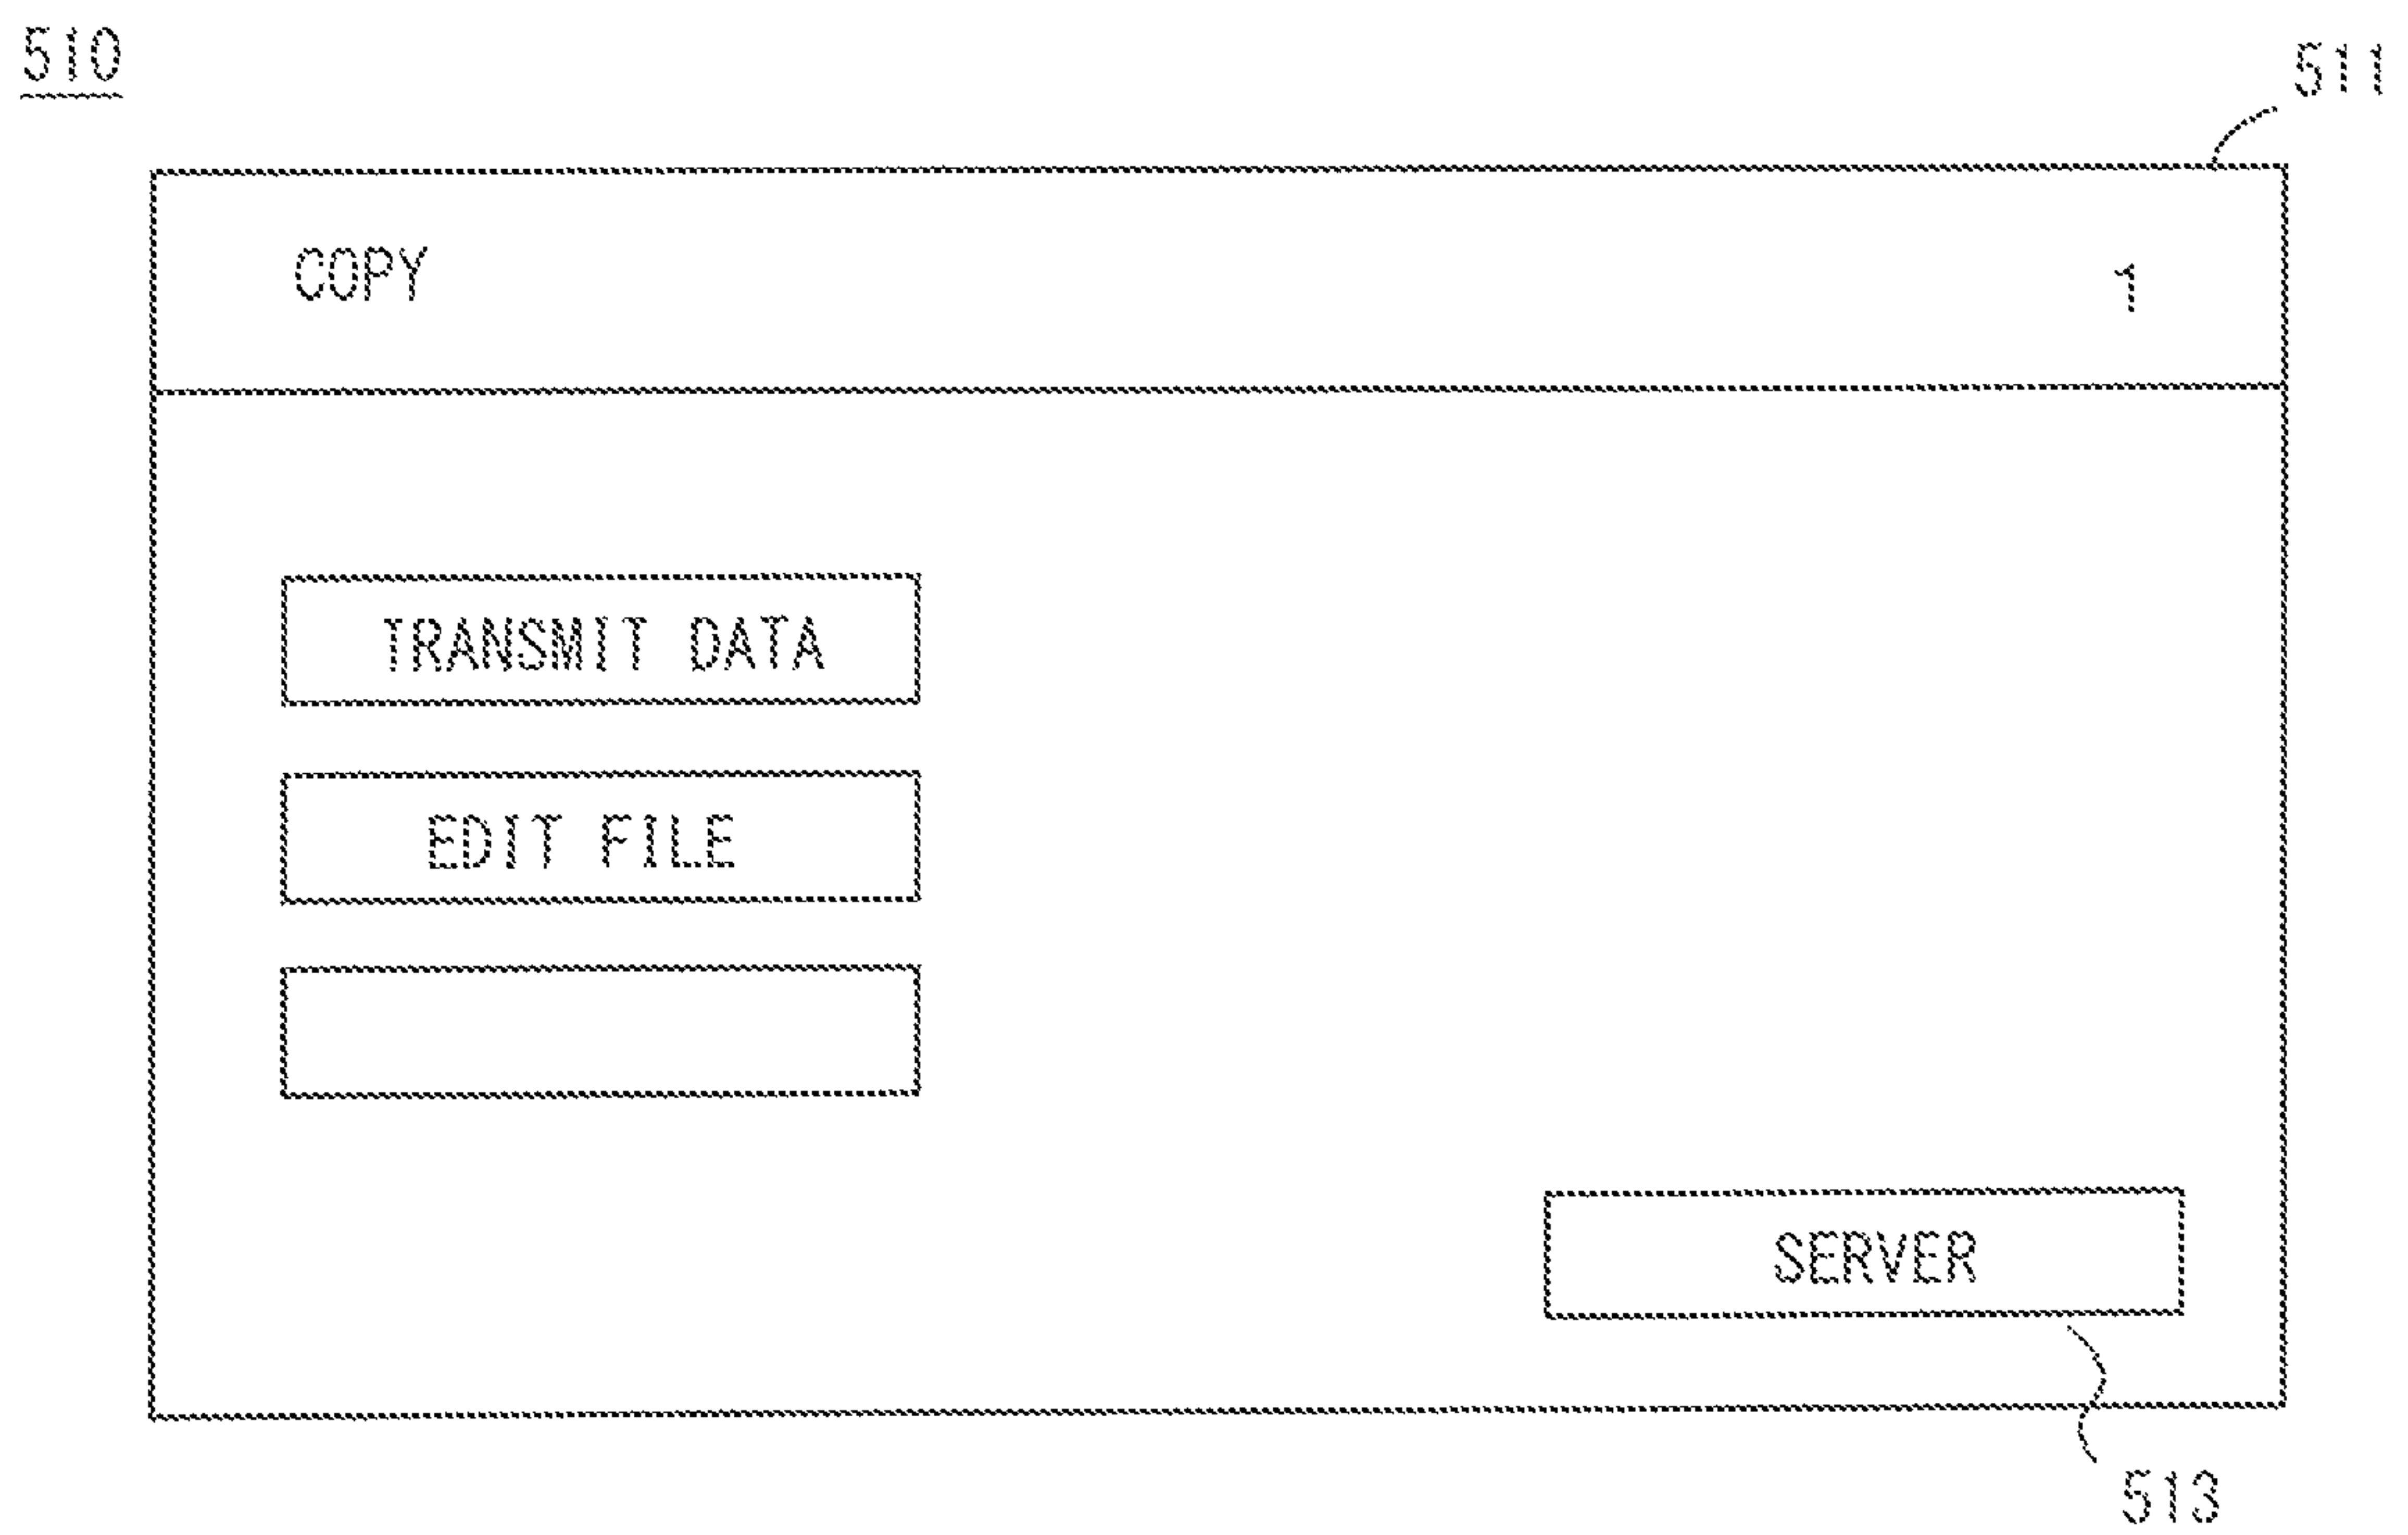 510
511
COPY 1
TRANSMIT DATA
EDIT FILE
SERVER
513